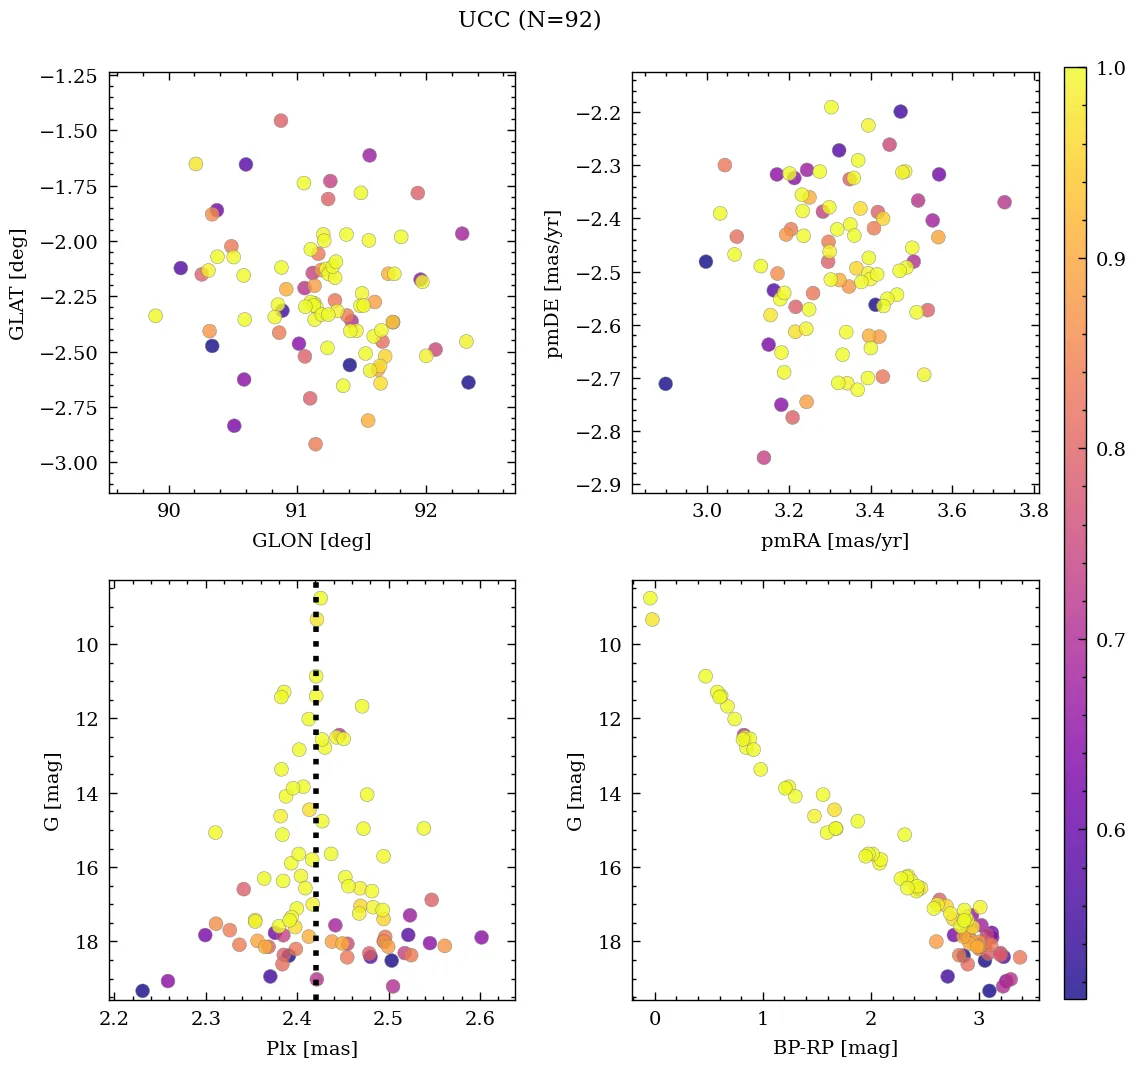 UCC (N=92)
−1.25
−1.50
−1.75
−2.00
−2.25
−2.50
−2.75
−3.00
GLAT [deg]
90 91 92
GLON [deg]
−2.2
−2.3
−2.4
−2.5
−2.6
−2.7
−2.8
−2.9
pmDE [mas/yr]
3.0 3.2 3.4 3.6 3.8
pmRA [mas/yr]
1.0
0.9
0.8
0.7
0.6
10
12
14
16
18
G [mag]
2.2 2.3 2.4 2.5 2.6
Plx [mas]
10
12
14
16
18
G [mag]
0 1 2 3
BP-RP [mag]